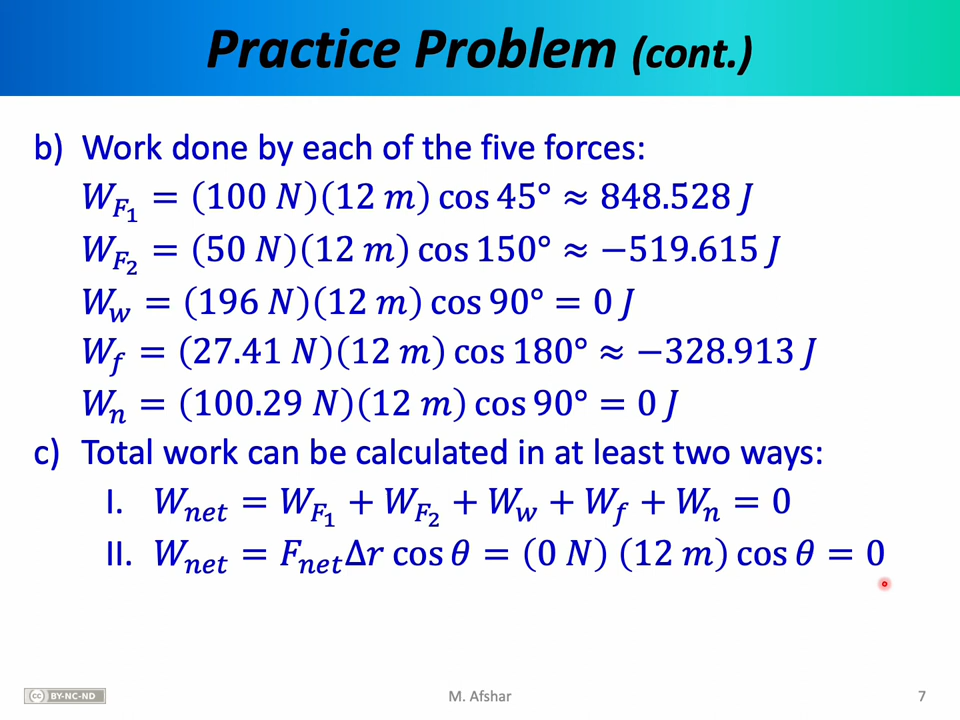 Practice Problem (cont.)
b) Work done by each of the five forces:
W_{F_1} = (100 N)(12 m) cos 45° ≈ 848.528 J
W_{F_2} = (50 N)(12 m) cos 150° ≈ −519.615 J
W_w = (196 N)(12 m) cos 90° = 0 J
W_f = (27.41 N)(12 m) cos 180° ≈ −328.913 J
W_n = (100.29 N)(12 m) cos 90° = 0 J
c) Total work can be calculated in at least two ways:
I. W_{net} = W_{F_1} + W_{F_2} + W_w + W_f + W_n = 0
II. W_{net} = F_{net}Δr cos θ = (0 N) (12 m) cos θ = 0
cc BY-NC-ND
M. Afshar
7